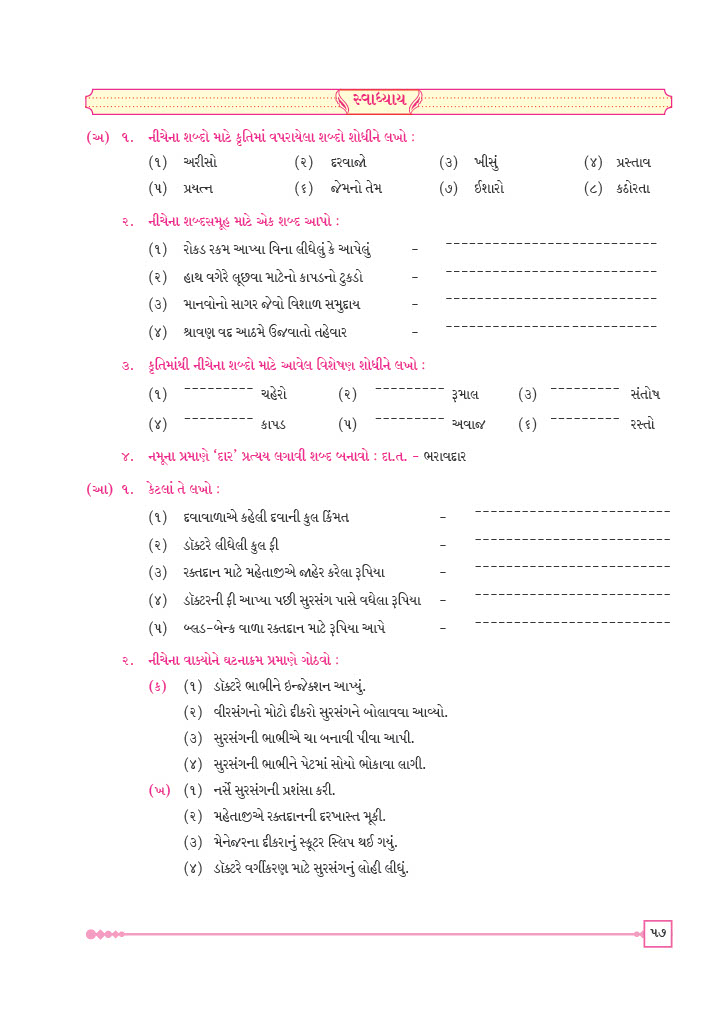 સ્વાધ્યાય
(અ) ૧. નીચેના શબ્દો માટે કૃતિમાં વપરાયેલા શબ્દો શોધીને લખો :
(૧) અરીસો (૨) દરવાજો (૩) ખીસું (૪) પ્રસ્તાવ
(૫) પ્રયત્ન (૬) જેમનો તેમ (૭) ઈશારો (૮) કઠોરતા
૨. નીચેના શબ્દસમૂહ માટે એક શબ્દ આપો :
(૧) રોકડ રકમ આપ્યા વિના લીધેલું કે આપેલું - ------------------------
(૨) હાથ વગેરે લૂછવા માટેનો કાપડનો ટુકડો - ------------------------
(૩) માનવોનો સાગર જેવો વિશાળ સમુદાય - ------------------------
(૪) શ્રાવણ વદ આઠમે ઉજવાતો તહેવાર - ------------------------
૩. કૃતિમાંથી નીચેના શબ્દો માટે આવેલ વિશેષણ શોધીને લખો :
(૧) --------- ચહેરો (૨) --------- રૂમાલ (૩) --------- સંતોષ
(૪) --------- કાપડ (૫) --------- અવાજ (૬) --------- રસ્તો
૪. નમૂના પ્રમાણે ‘દાર’ પ્રત્યય લગાવી શબ્દ બનાવો : દા.ત. - ભરાવદાર
(આ) ૧. કેટલાં તે લખો :
(૧) દવાવાળાએ કહેલી દવાની કુલ કિંમત - ----------------------
(૨) ડૉક્ટરે લીધેલી કુલ ફી - ----------------------
(૩) રક્તદાન માટે મહેતાજીએ જાહેર કરેલા રૂપિયા - ----------------------
(૪) ડૉક્ટરની ફી આપ્યા પછી સુરસંગ પાસે વધેલા રૂપિયા - ----------------------
(૫) બ્લડ-બેન્ક વાળા રક્તદાન માટે રૂપિયા આપે - ----------------------
૨. નીચેના વાક્યોને ઘટનાક્રમ પ્રમાણે ગોઠવો :
(ક) (૧) ડૉક્ટરે ભાભીને ઇન્જેક્શન આપ્યું.
(૨) વીરસંગનો મોટો દીકરો સુરસંગને બોલાવવા આવ્યો.
(૩) સુરસંગની ભાભીએ ચા બનાવી પીવા આપી.
(૪) સુરસંગની ભાભીને પેટમાં સોયો ભોકાવા લાગી.
(ખ) (૧) નર્સે સુરસંગની પ્રશંસા કરી.
(૨) મહેતાજીએ રક્તદાનની દરખાસ્ત મૂકી.
(૩) મેનેજરના દીકરાનું સ્કૂટર સ્લિપ થઈ ગયું.
(૪) ડૉક્ટરે વર્ગીકરણ માટે સુરસંગનું લોહી લીધું.
૫૭